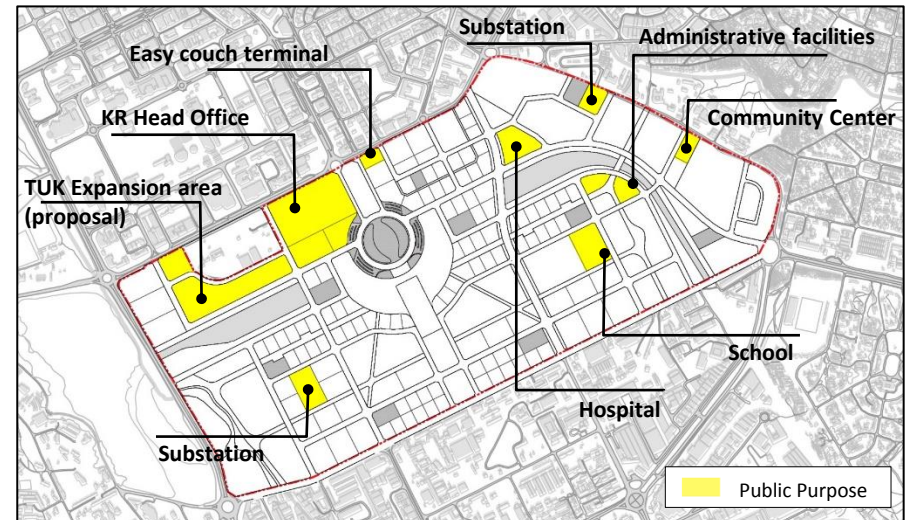 Substation
Administrative facilities
Easy couch terminal
KR Head Office
Community Center
TUK Expansion area
(proposal)
School
Hospital
Substation
Public Purpose